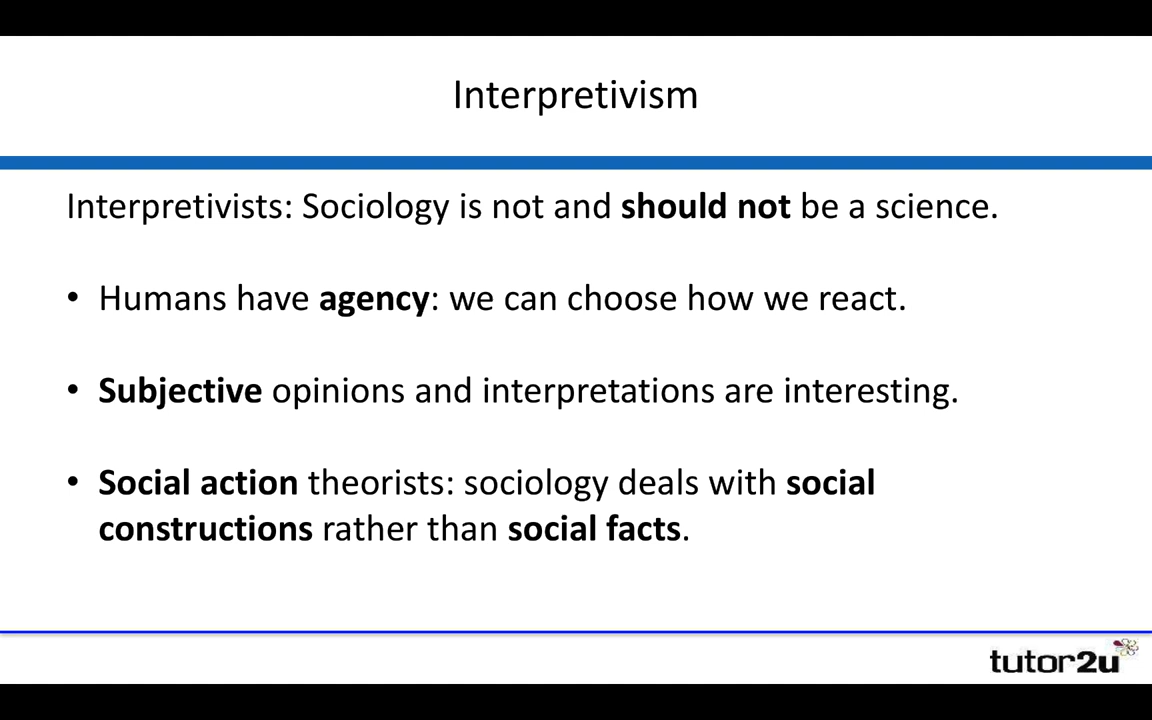 Interpretivism
Interpretivists: Sociology is not and should not be a science.
• Humans have agency: we can choose how we react.
• Subjective opinions and interpretations are interesting.
• Social action theorists: sociology deals with social
constructions rather than social facts.
tutor2u